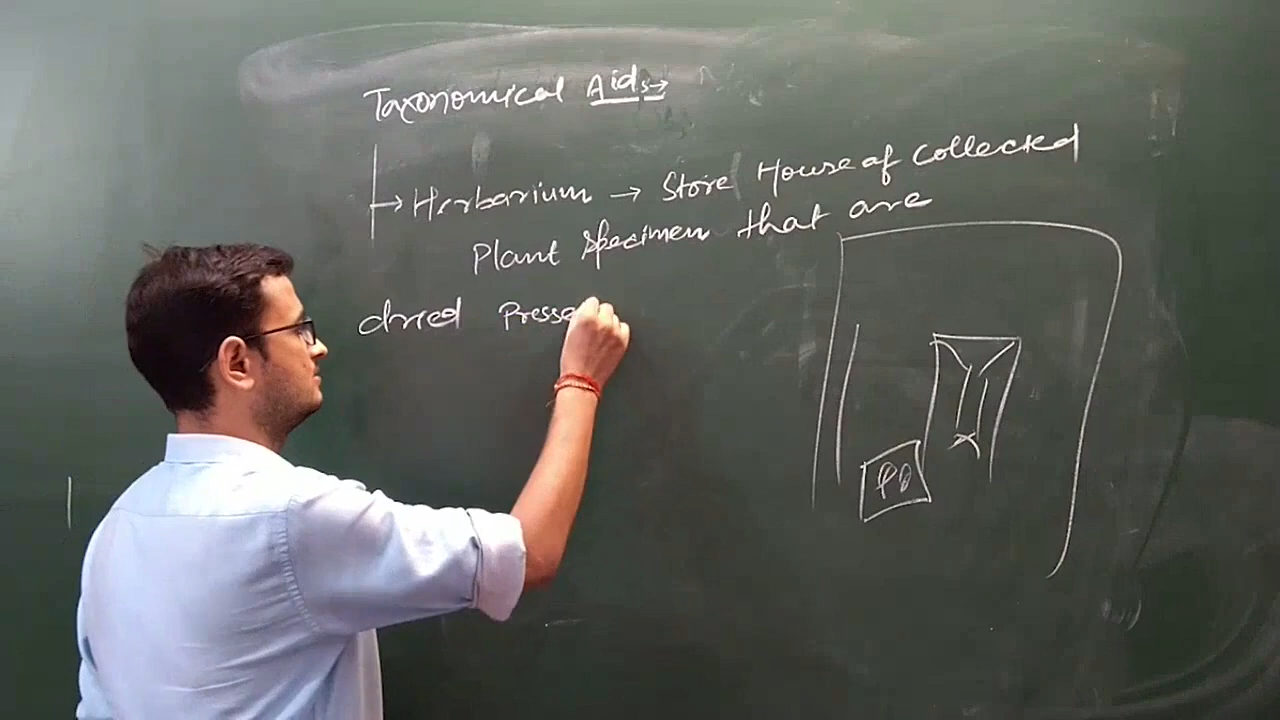 Taxonomical Aids→
→ Herbarium → Store House of collected
Plant Specimen that are
dried Presse